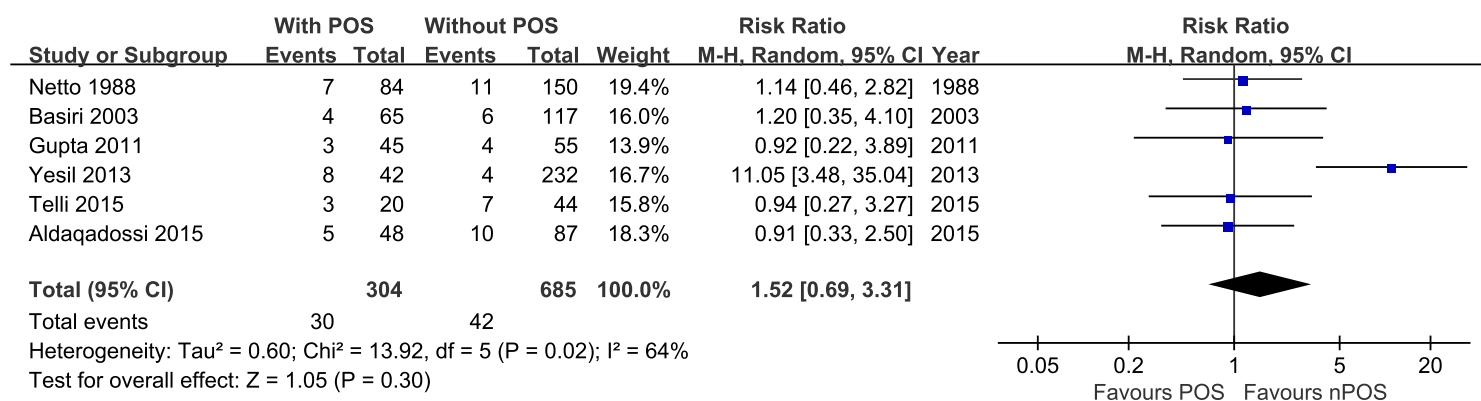 With POS Without POS Risk Ratio Risk Ratio
Study or Subgroup Events Total Events Total Weight M-H, Random, 95% CI Year M-H, Random, 95% CI
Netto 1988 7 84 11 150 19.4% 1.14 [0.46, 2.82] 1988
Basiri 2003 4 65 6 117 16.0% 1.20 [0.35, 4.10] 2003
Gupta 2011 3 45 4 55 13.9% 0.92 [0.22, 3.89] 2011
Yesil 2013 8 42 4 232 16.7% 11.05 [3.48, 35.04] 2013
Telli 2015 3 20 7 44 15.8% 0.94 [0.27, 3.27] 2015
Aldaqadossi 2015 5 48 10 87 18.3% 0.91 [0.33, 2.50] 2015
Total (95% CI) 304 685 100.0% 1.52 [0.69, 3.31]
Total events 30 42
Heterogeneity: Tau² = 0.60; Chi² = 13.92, df = 5 (P = 0.02); I² = 64%
Test for overall effect: Z = 1.05 (P = 0.30)
0.05 0.2 1 5 20
Favours POS Favours nPOS